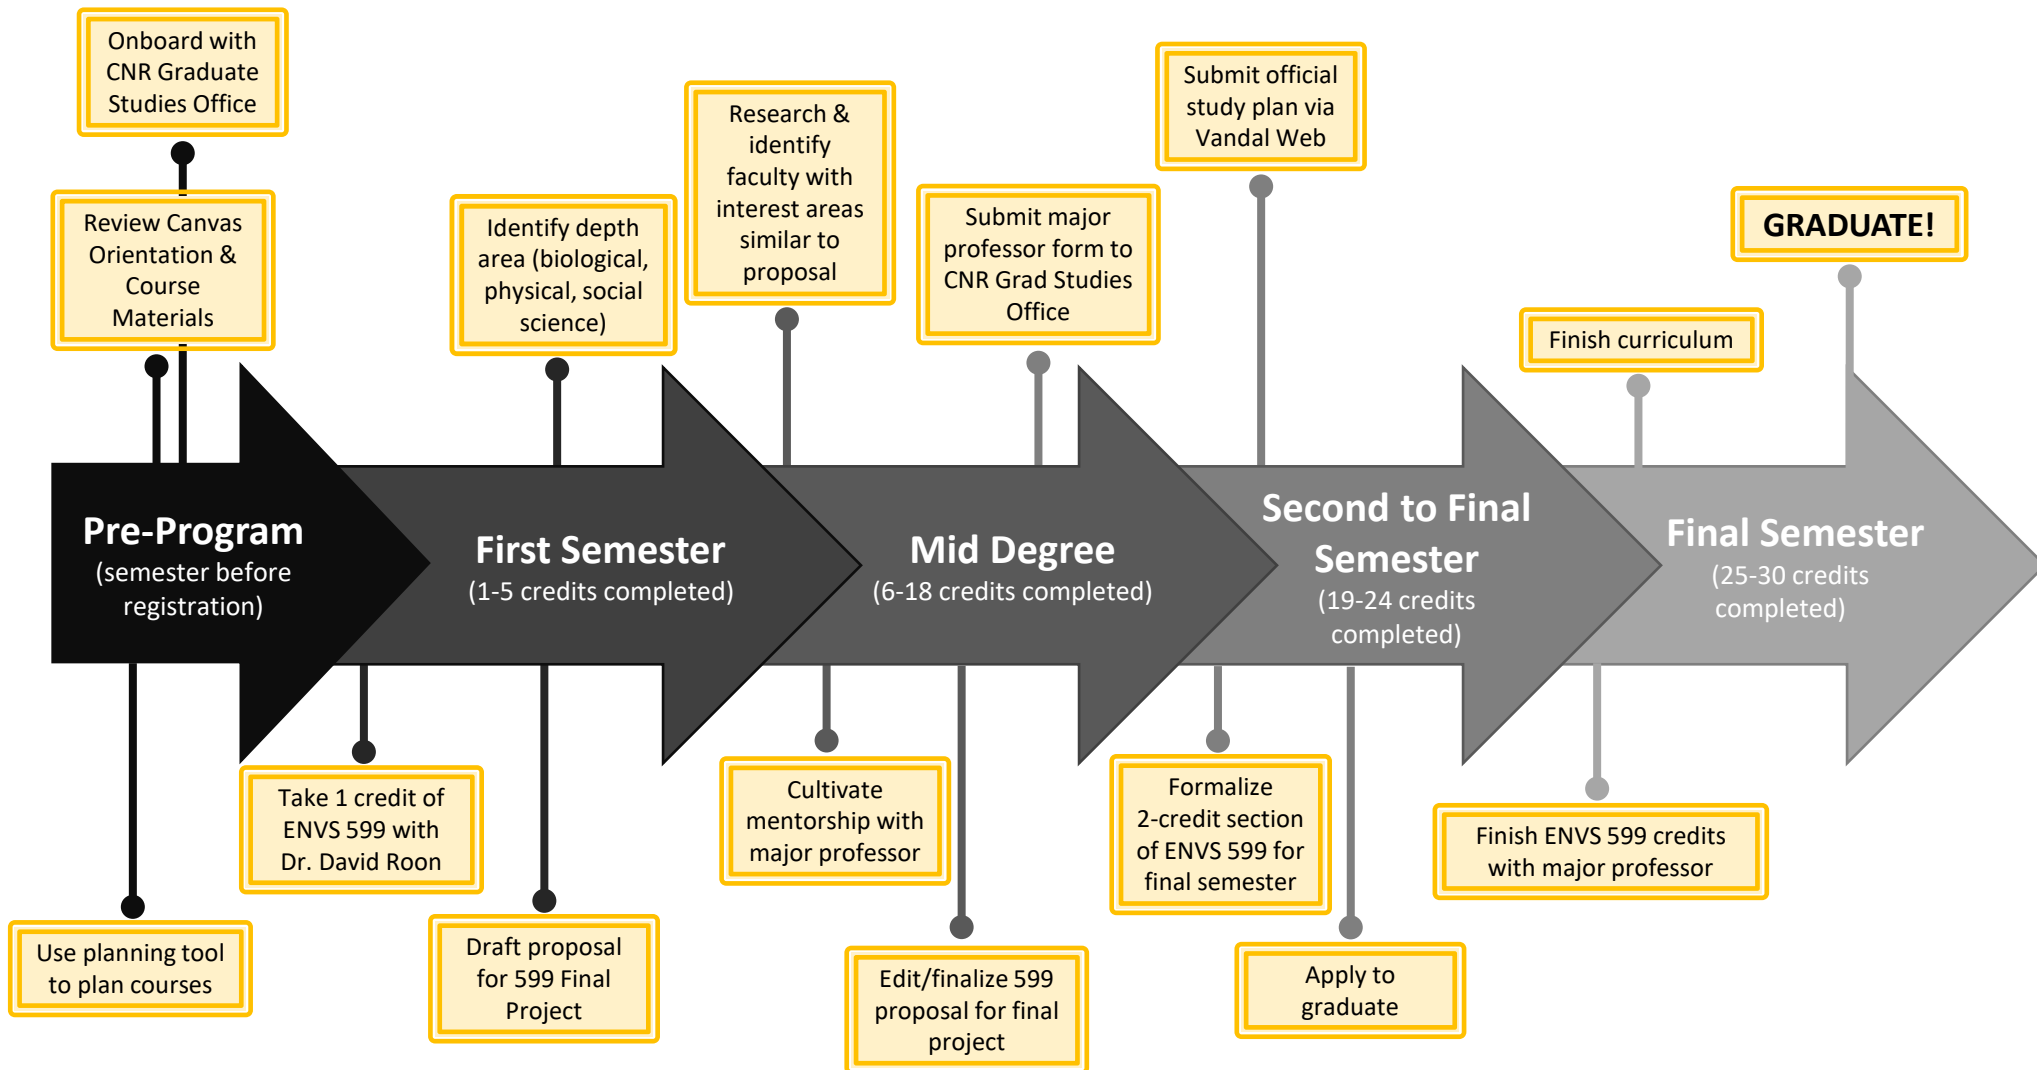 Onboard with
CNR Graduate
Studies Office
Review Canvas
Orientation &
Course
Materials
Identify depth
area (biological,
physical, social
science)
Research &
identify
faculty with
interest areas
similar to
proposal
Submit major
professor form to
CNR Grad Studies
Office
Submit official
study plan via
Vandal Web
Finish curriculum
GRADUATE!
Pre-Program
(semester before
registration)
First Semester
(1-5 credits completed)
Mid Degree
(6-18 credits completed)
Second to Final
Semester
(19-24 credits
completed)
Final Semester
(25-30 credits
completed)
Use planning tool
to plan courses
Take 1 credit of
ENVS 599 with
Dr. David Roon
Draft proposal
for 599 Final
Project
Cultivate
mentorship with
major professor
Edit/finalize 599
proposal for final
project
Formalize
2-credit section
of ENVS 599 for
final semester
Apply to
graduate
Finish ENVS 599 credits
with major professor